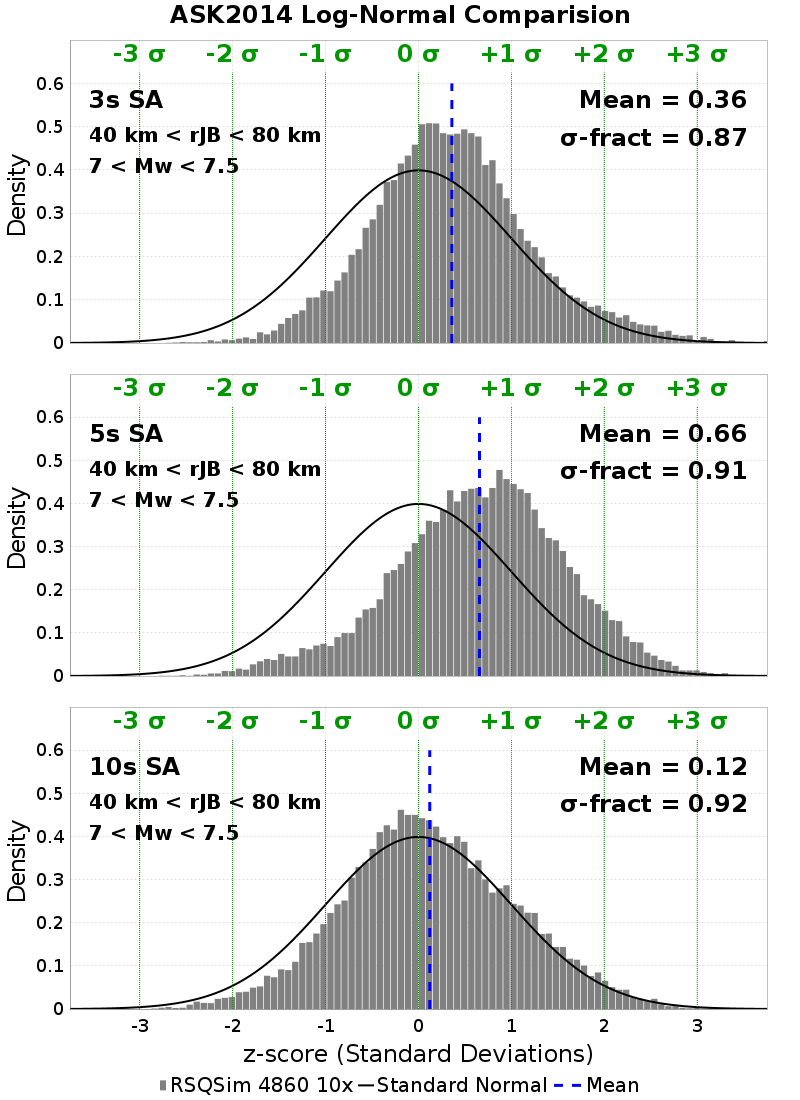 ASK2014 Log-Normal Comparision
-3 σ -2 σ -1 σ 0 σ +1 σ +2 σ +3 σ
0.6
3s SA Mean = 0.36
0.5
40 km < rJB < 80 km σ-fract = 0.87
7 < Mw < 7.5
0.4
0.3
0.2
0.1
0
Density
-3 σ -2 σ -1 σ 0 σ +1 σ +2 σ +3 σ
0.6
5s SA Mean = 0.66
0.5
40 km < rJB < 80 km σ-fract = 0.91
7 < Mw < 7.5
0.4
0.3
0.2
0.1
0
Density
-3 σ -2 σ -1 σ 0 σ +1 σ +2 σ +3 σ
0.6
10s SA Mean = 0.12
0.5
40 km < rJB < 80 km σ-fract = 0.92
7 < Mw < 7.5
0.4
0.3
0.2
0.1
0
Density
-3 -2 -1 0 1 2 3
z-score (Standard Deviations)
RSQSim 4860 10x Standard Normal Mean